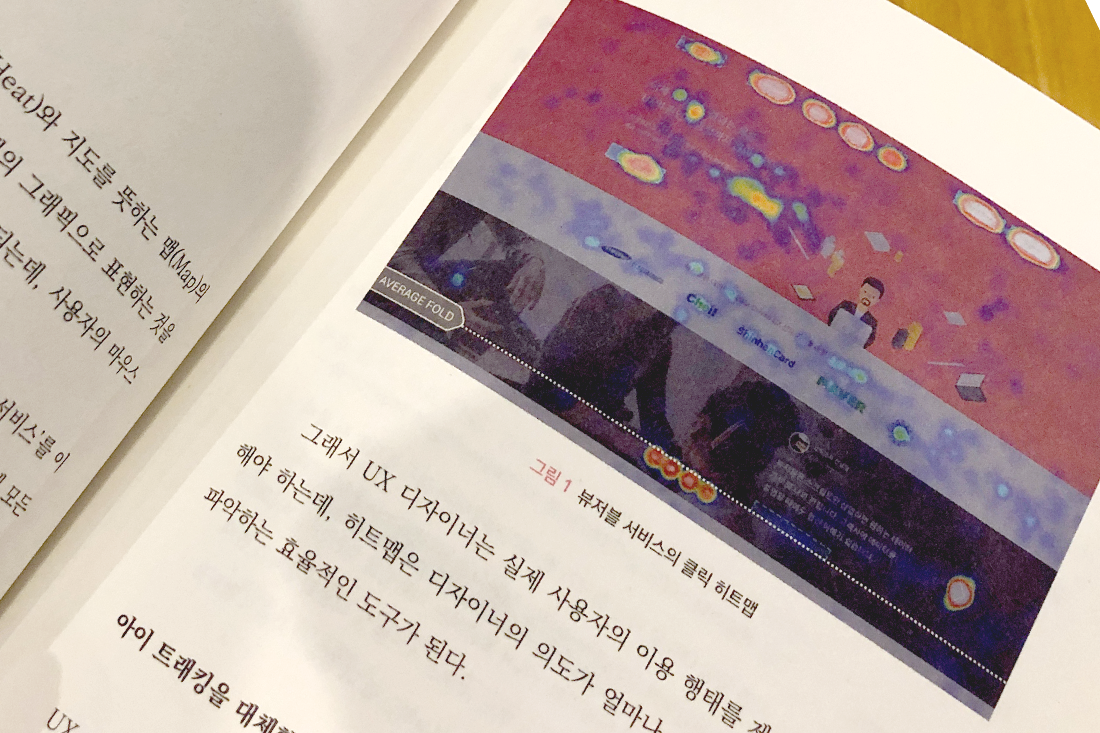 Heat)와 지도를 뜻하는 맵(Map)의
그래픽으로 표현하는 것을
되는데, 사용자의 마우스
서비스'를 이
모든
AVERAGE FOLD
Cheil
ShinhanCard
NAVER
그림 1 뷰저블 서비스의 클릭 히트맵
그래서 UX 디자이너는 실제 사용자의 이용 행태를
해야 하는데, 히트맵은 디자이너의 의도가 얼마나
파악하는 효율적인 도구가 된다.
아이 트래킹을 대체
UX